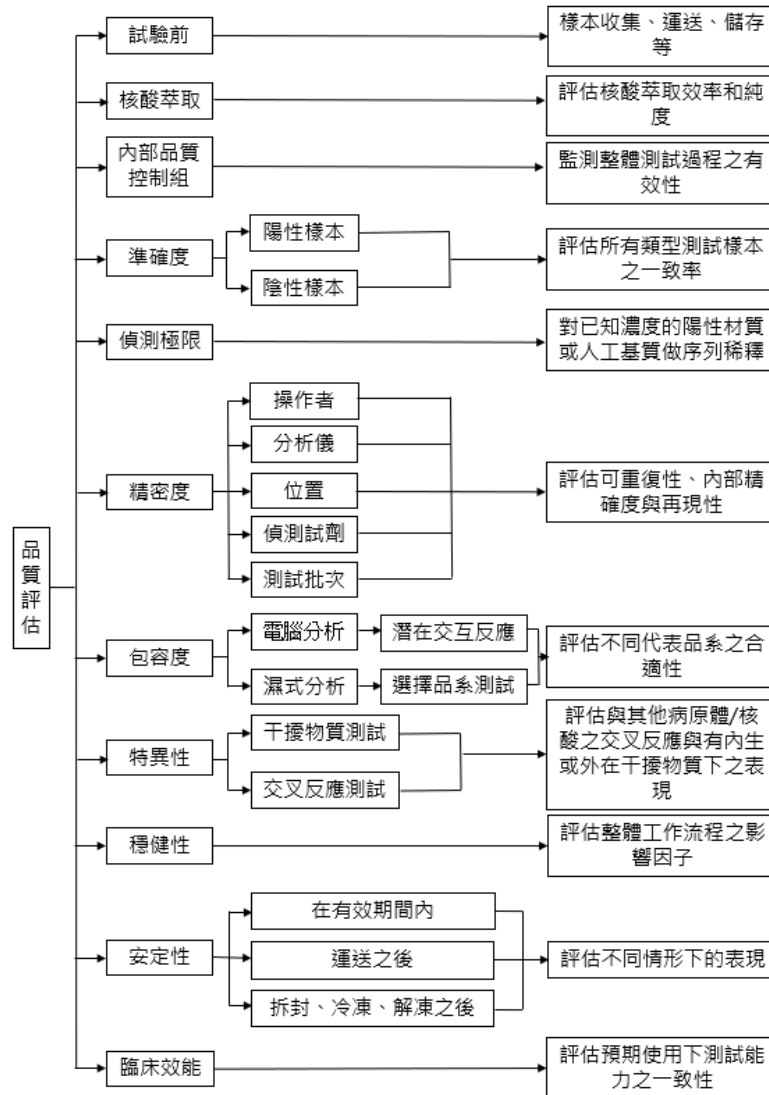 品
質
評
估
試驗前
樣本收集、運送、儲存
等
核酸萃取
評估核酸萃取效率和純
度
內部品質
控制組
監測整體測試過程之有
效性
準確度
陽性樣本
陰性樣本
評估所有類型測試樣本
之一致率
偵測極限
對已知濃度的陽性材質
或人工基質做序列稀釋
精密度
操作者
分析儀
位置
偵測試劑
測試批次
評估可重復性、內部精
確度與再現性
包容度
電腦分析
潛在交互反應
濕式分析
選擇品系測試
評估不同代表品系之合
適性
特異性
干擾物質測試
交叉反應測試
評估與其他病原體/核
酸之交叉反應與有內生
或外在干擾物質下之表
現
穩健性
評估整體工作流程之影
響因子
安定性
在有效期間內
運送之後
拆封、冷凍、解凍之後
評估不同情形下的表現
臨床效能
評估預期使用下測試能
力之一致性